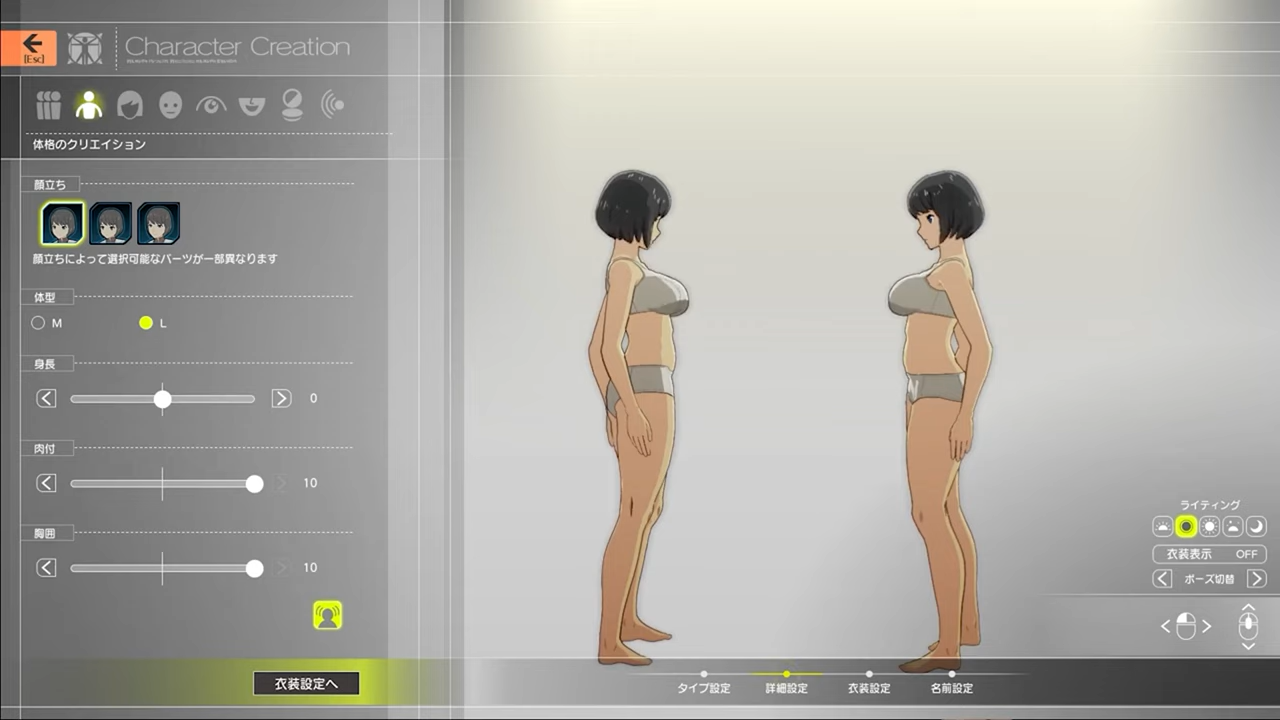 [Esc]
Character Creation
体格のクリエイション
顔立ち
顔立ちによって選択可能なパーツが一部異なります
体型
M
L
身長
0
肉付
10
胸囲
10
衣装設定へ
ライティング
衣装表示 OFF
ポーズ切替
タイプ設定
詳細設定
衣装設定
名前設定